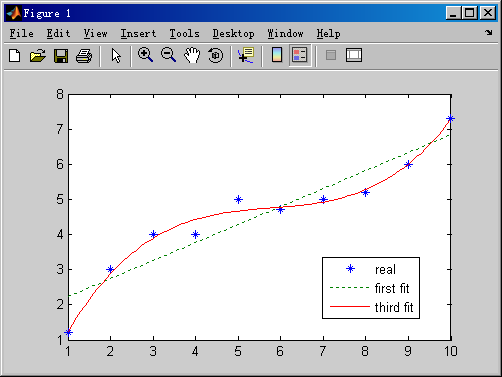 Figure 1
File Edit View Insert Tools Desktop Window Help
8
7
6
5
4
3
2
1
1 2 3 4 5 6 7 8 9 10
real
first fit
third fit